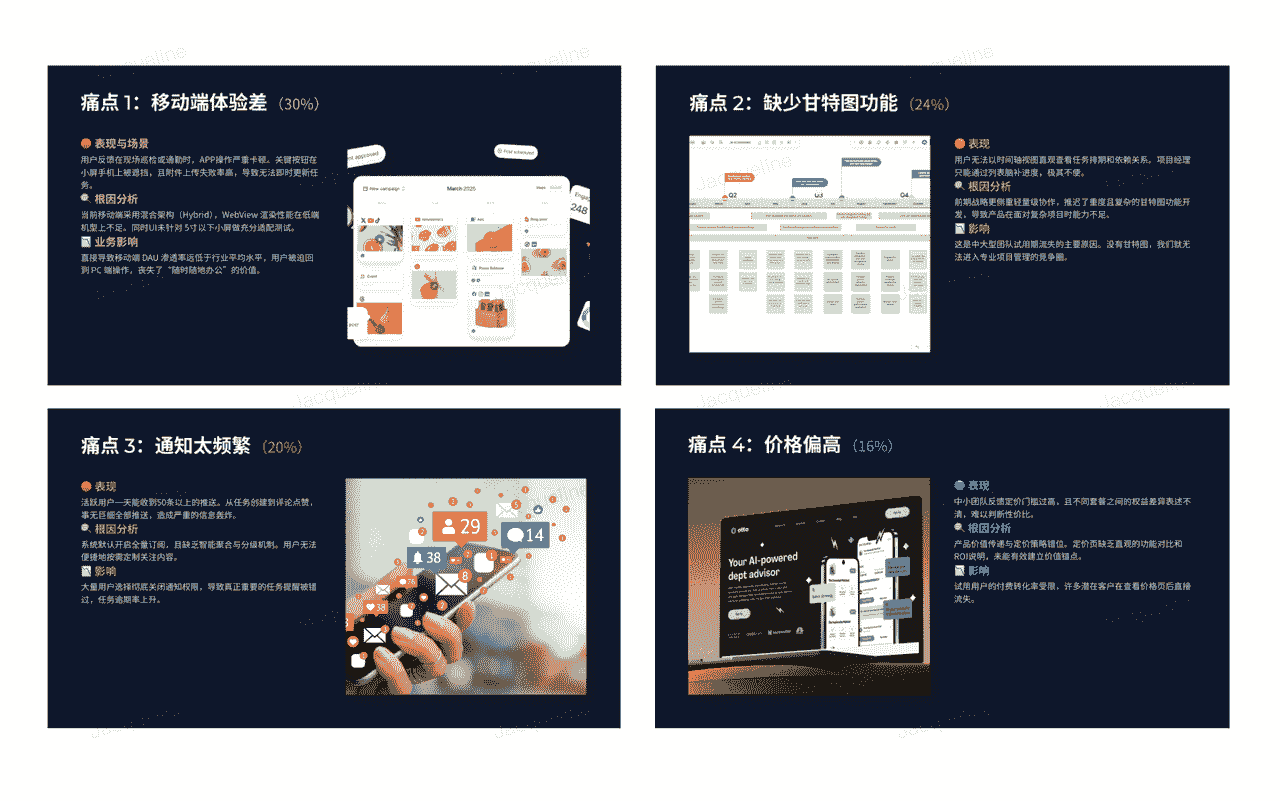 痛点 1：移动端体验差（30%）
表现与场景
用户反馈在现场巡检或通勤时，APP操作严重卡顿。关键按钮在
小屏手机上被遮挡，且附件上传失败率高，导致无法即时更新任
务。
根因分析
当前移动端采用混合架构（Hybrid），WebView 渲染性能在低端
机型上不足。同时UI未针对 5寸以下小屏做充分适配测试。
业务影响
直接导致移动端 DAU 渗透率远低于行业平均水平，用户被迫回
到 PC 端操作，丧失了“随时随地办公”的价值。
approved
Post scheduled
New campaign
March 2025
Engag
248
Event
痛点 2：缺少甘特图功能（24%）
Q2
Q3
Q4
表现
用户无法以时间轴视图直观查看任务排期和依赖关系，项目经理
只能通过列表脑补进度，极其不便。
根因分析
前期战略更侧重轻量级协作，推迟了重度且复杂的甘特图功能开
发，导致产品在面对复杂项目时能力不足。
影响
这是中大型团队试用期流失的主要原因。没有甘特图，我们就无
法进入专业项目管理的竞争圈。
痛点 3：通知太频繁（20%）
表现
活跃用户一天能收到50条以上的推送。从任务创建到评论点赞，
事无巨细全部推送，造成严重的信息轰炸。
根因分析
系统默认开启全量订阅，且缺乏智能聚合与分级机制。用户无法
便捷地按需定制关注内容。
影响
大量用户选择彻底关闭通知权限，导致真正重要的任务提醒被错
过，任务逾期率上升。
29
14
38
5
2
8
76
38
痛点 4：价格偏高（16%）
Your AI-powered
dept advisor
表现
中小团队反馈定价门槛过高，且不同套餐之间的权益差异表述不
清，难以判断性价比。
根因分析
产品价值传递与定价策略错位。定价页缺乏直观的功能对比和
ROI说明，未能有效建立价值锚点。
影响
试用用户的付费转化率受限，许多潜在客户在查看价格页后直接
流失。
Jacqueline